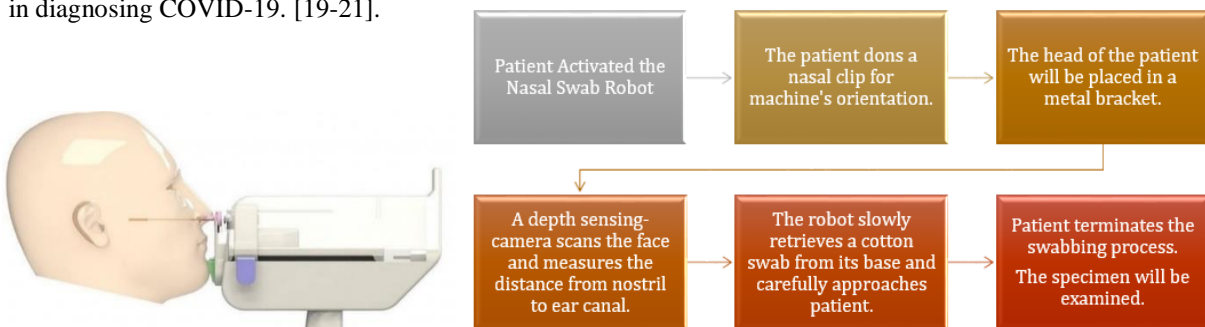 in diagnosing COVID-19. [19-21].
Patient Activated the
Nasal Swab Robot
The patient dons a
nasal clip for
machine's orientation.
The head of the patient
will be placed in a
metal bracket.
A depth sensing-
camera scans the face
and measures the
distance from nostril
to ear canal.
The robot slowly
retrieves a cotton
swab from its base and
carefully approaches
patient.
Patient terminates the
swabbing process.
The specimen will be
examined.